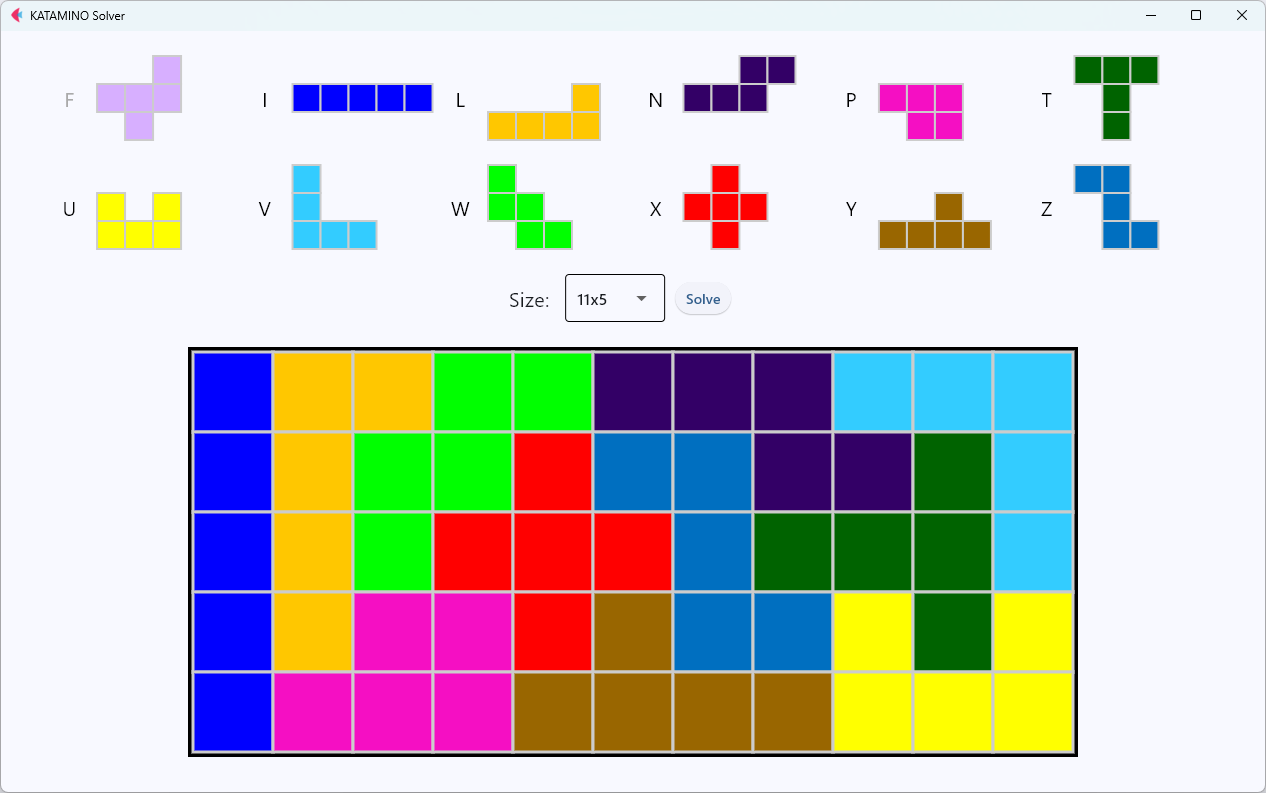 KATAMINO Solver
F I L N P T
U V W X Y Z
Size: 11x5 Solve